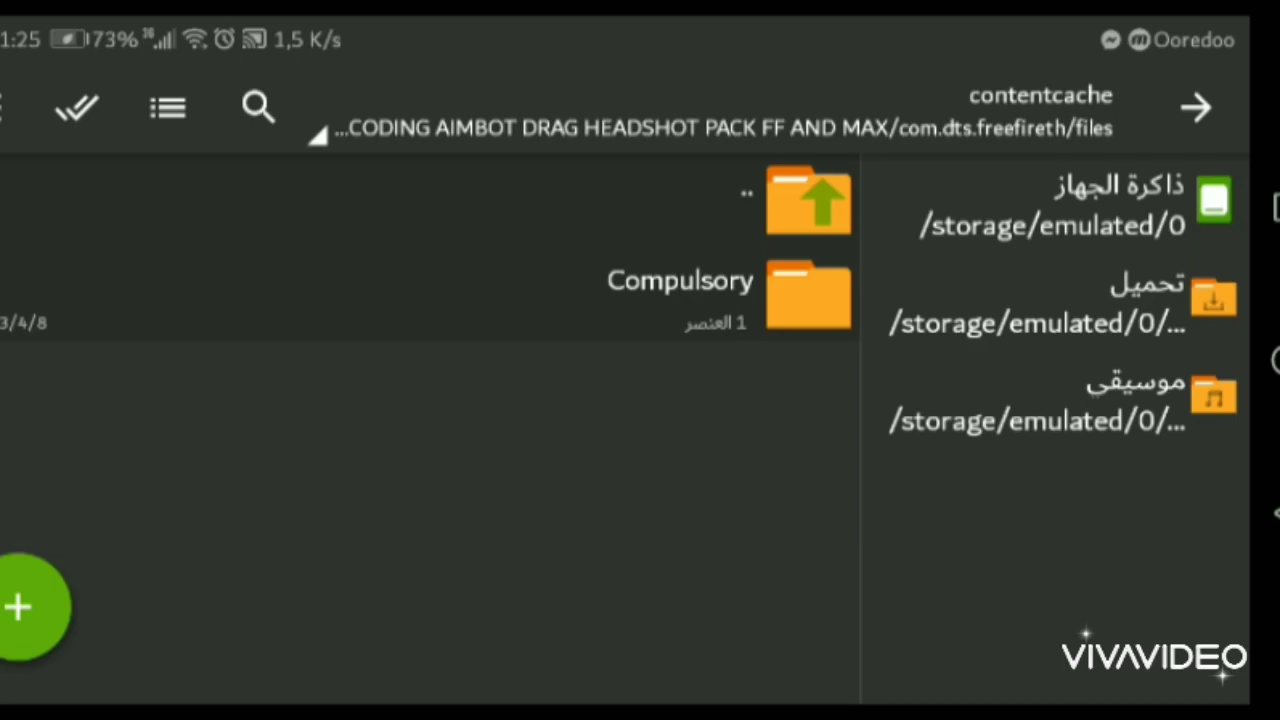 1:25 73% 36 1,5 K/s Ooredoo
contentcache
...CODING AIMBOT DRAG HEADSHOT PACK FF AND MAX/com.dts.freefireth/files
ذاكرة الجهاز
/storage/emulated/0
..
تحميل
/storage/emulated/0/...
Compulsory
1 العنصر
3/4/8
موسيقي
/storage/emulated/0/...
VIVAVIDEO